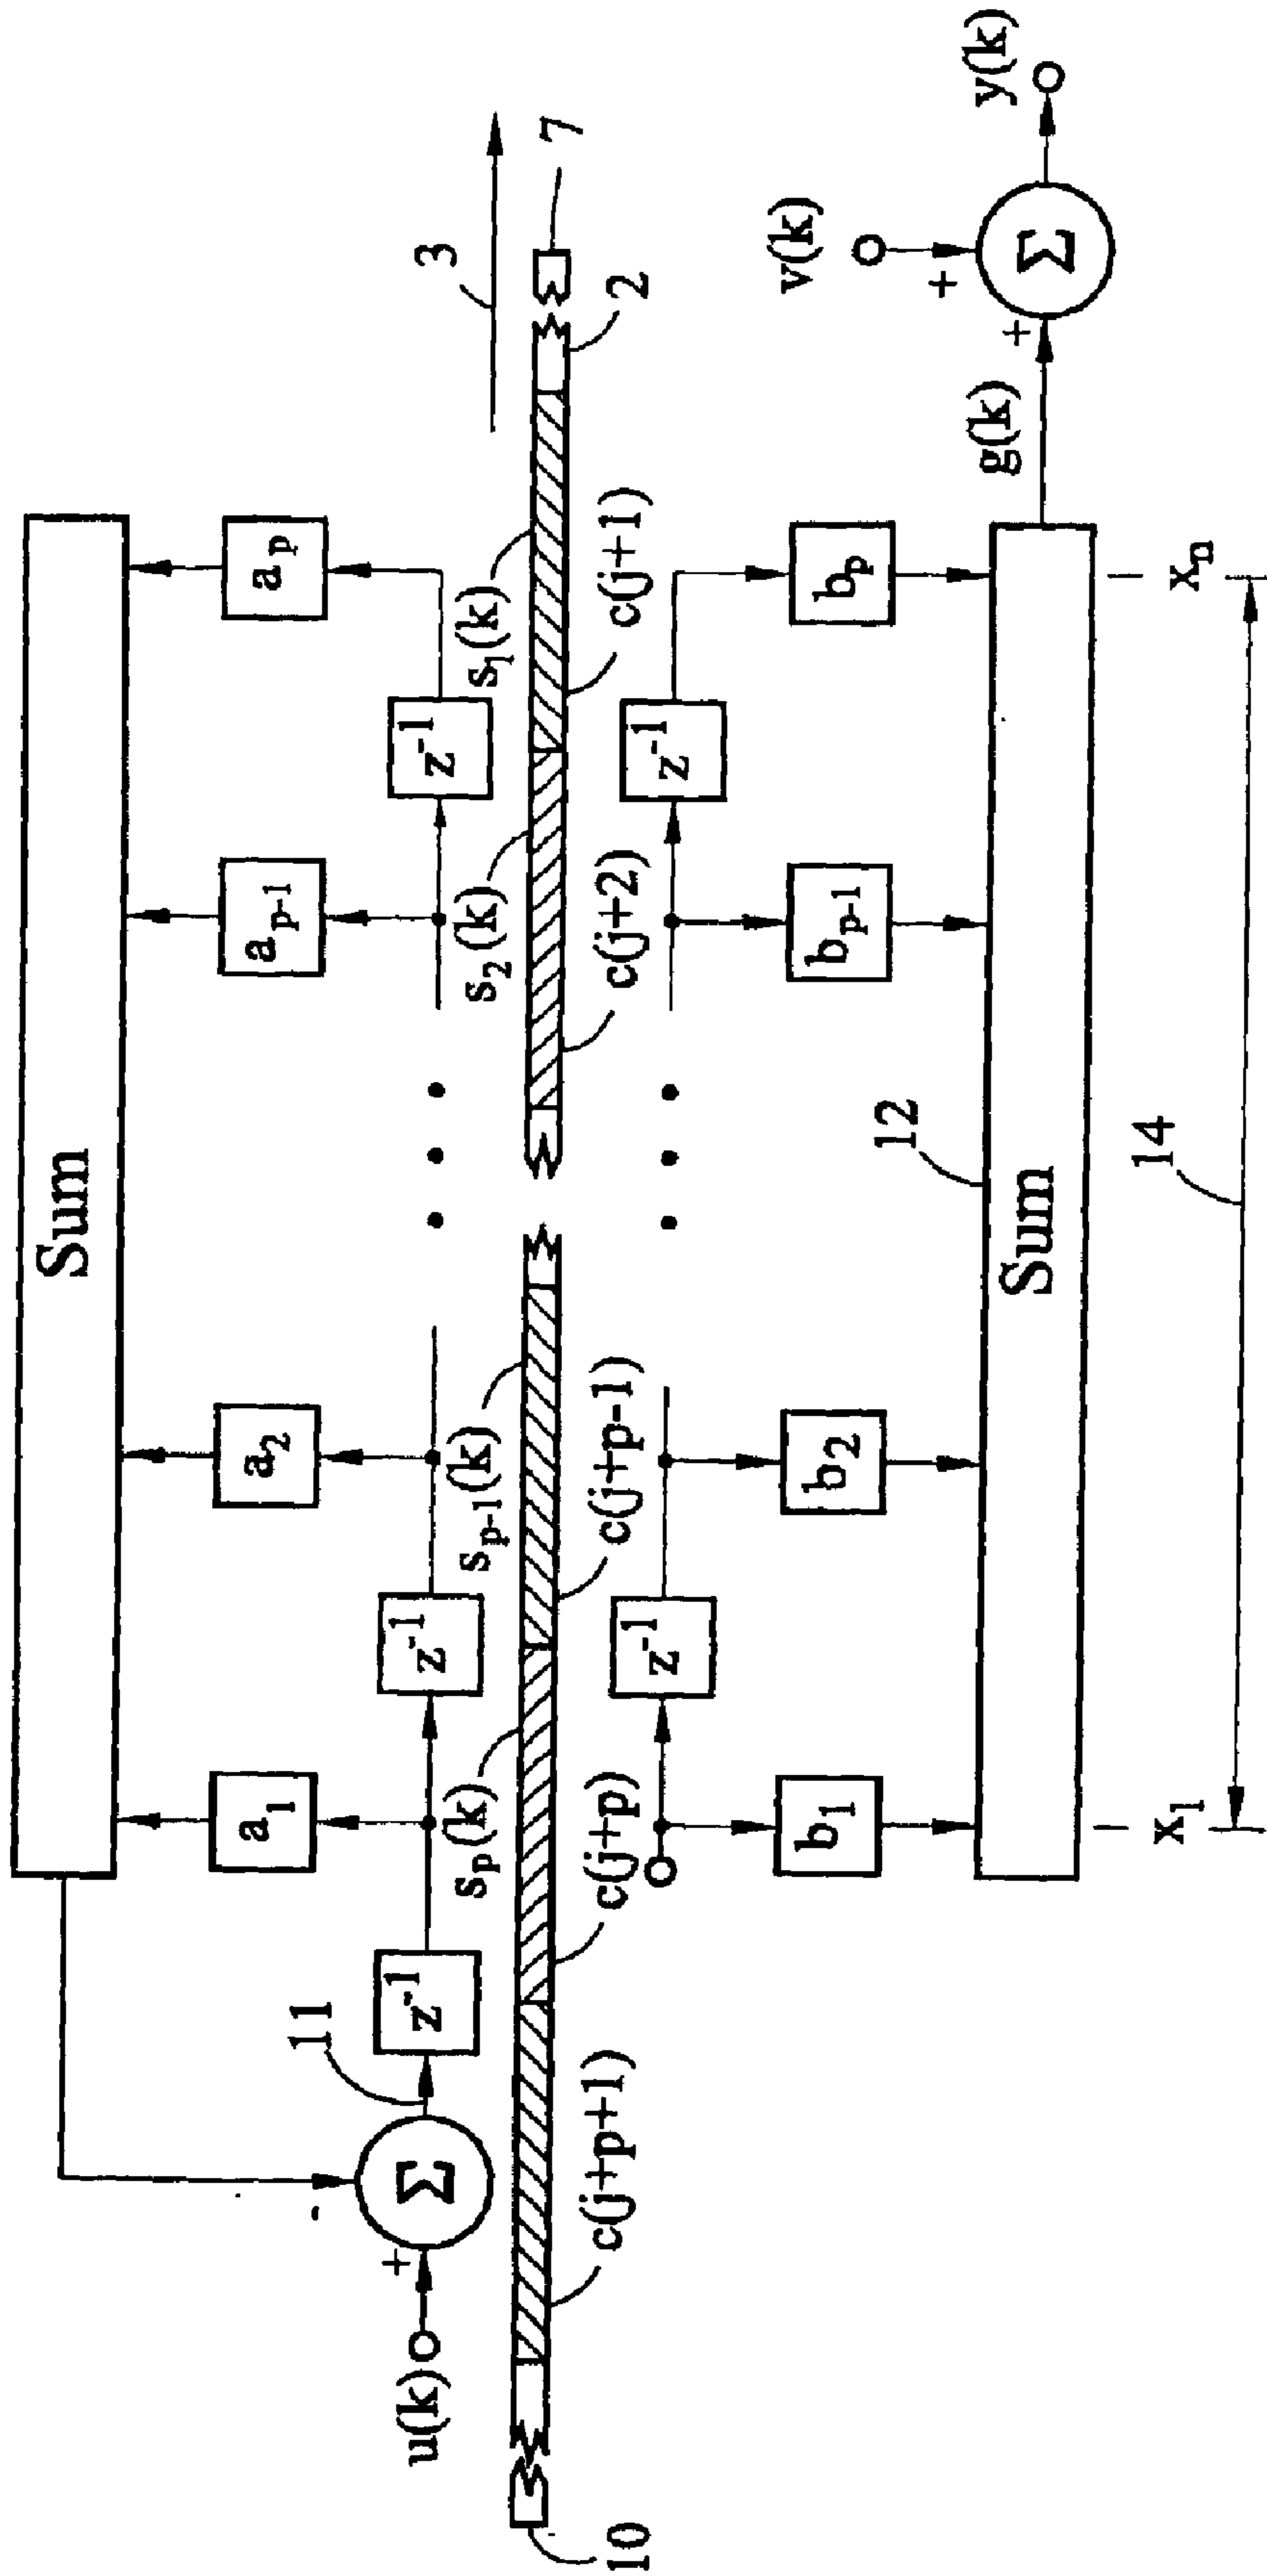 Sum
a₁
a₂
aₚ₋₁
aₚ
3
11
u(k)
+
-
Σ
z⁻¹
z⁻¹
z⁻¹
sₚ(k)
sₚ₋₁(k)
s₂(k)
s₁(k)
7
10
c(j+p+1)
c(j+p)
c(j+p-1)
c(j+2)
c(j+1)
2
z⁻¹
z⁻¹
v(k)
+
b₁
b₂
bₚ₋₁
bₚ
12
Sum
g(k)
+
Σ
y(k)
x₁
14
xₙ